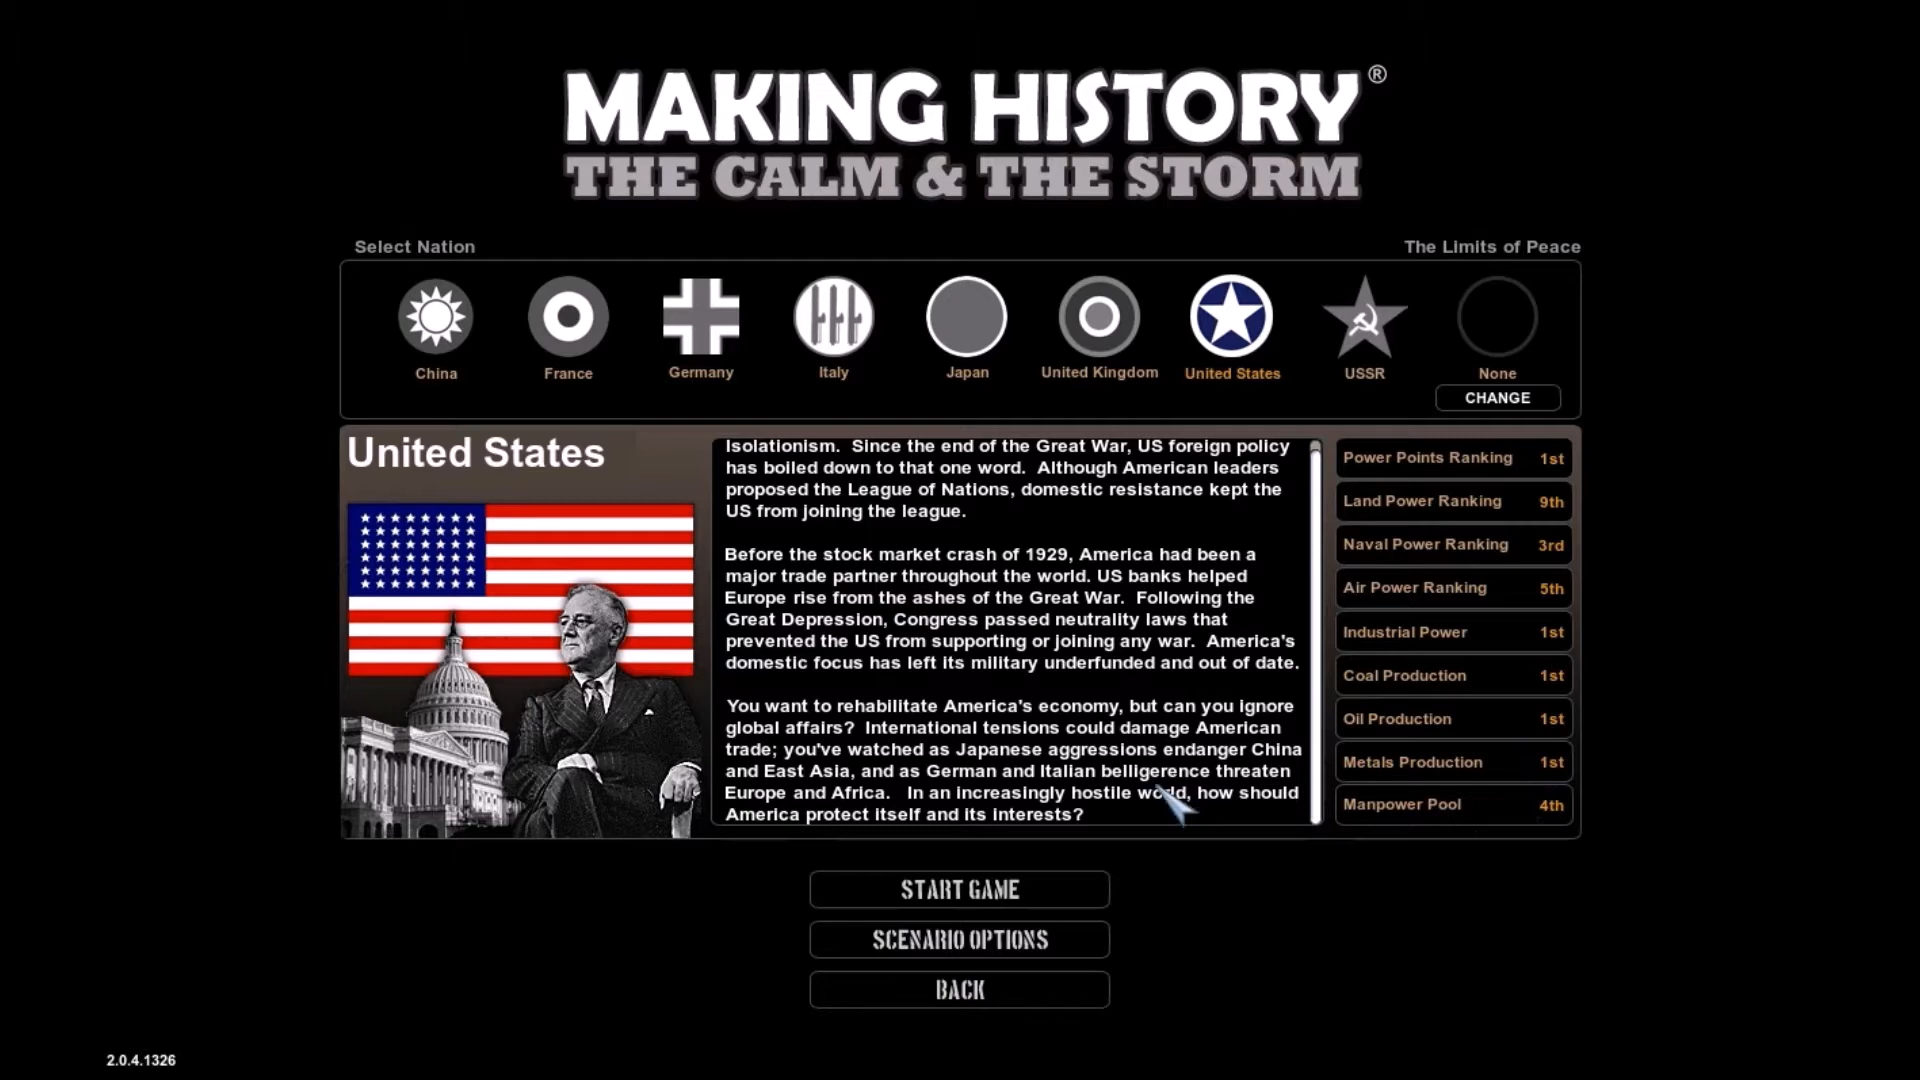 MAKING HISTORY®
THE CALM & THE STORM
Select Nation
The Limits of Peace
China
France
Germany
Italy
Japan
United Kingdom
United States
USSR
None
CHANGE
United States
Isolationism.  Since the end of the Great War, US foreign policy
has boiled down to that one word.  Although American leaders
proposed the League of Nations, domestic resistance kept the
US from joining the league.
Before the stock market crash of 1929, America had been a
major trade partner throughout the world. US banks helped
Europe rise from the ashes of the Great War.  Following the
Great Depression, Congress passed neutrality laws that
prevented the US from supporting or joining any war.  America's
domestic focus has left its military underfunded and out of date.
You want to rehabilitate America's economy, but can you ignore
global affairs?  International tensions could damage American
trade; you've watched as Japanese aggressions endanger China
and East Asia, and as German and Italian belligerence threaten
Europe and Africa.   In an increasingly hostile world, how should
America protect itself and its interests?
Power Points Ranking 1st
Land Power Ranking 9th
Naval Power Ranking 3rd
Air Power Ranking 5th
Industrial Power 1st
Coal Production 1st
Oil Production 1st
Metals Production 1st
Manpower Pool 4th
START GAME
SCENARIO OPTIONS
BACK
2.0.4.1326